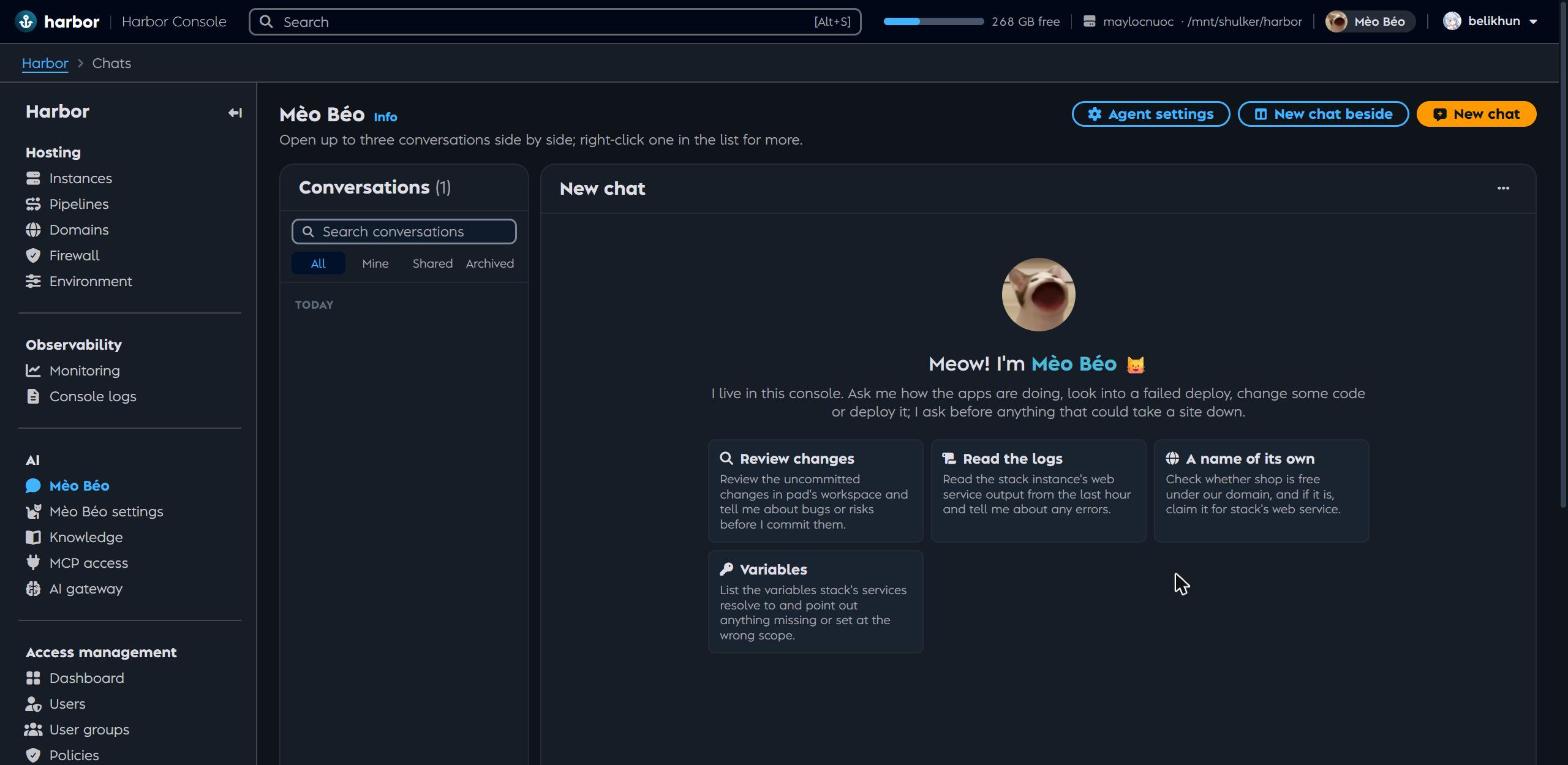 harbor
Harbor Console
Search
[Alt+S]
268 GB free
maylocnuoc · /mnt/shulker/harbor
Mèo Béo
belikhun
Harbor > Chats
Harbor
Hosting
Instances
Pipelines
Domains
Firewall
Environment
Observability
Monitoring
Console logs
AI
Mèo Béo
Mèo Béo settings
Knowledge
MCP access
AI gateway
Access management
Dashboard
Users
User groups
Policies
Mèo Béo Info
Open up to three conversations side by side; right-click one in the list for more.
Agent settings
New chat beside
New chat
Conversations (1)
Search conversations
All Mine Shared Archived
TODAY
New chat
Meow! I'm Mèo Béo 😺
I live in this console. Ask me how the apps are doing, look into a failed deploy, change some code
or deploy it; I ask before anything that could take a site down.
Review changes
Review the uncommitted
changes in pad's workspace and
tell me about bugs or risks
before I commit them.
Read the logs
Read the stack instance's web
service output from the last hour
and tell me about any errors.
A name of its own
Check whether shop is free
under our domain, and if it is,
claim it for stack's web service.
Variables
List the variables stack's services
resolve to and point out
anything missing or set at the
wrong scope.